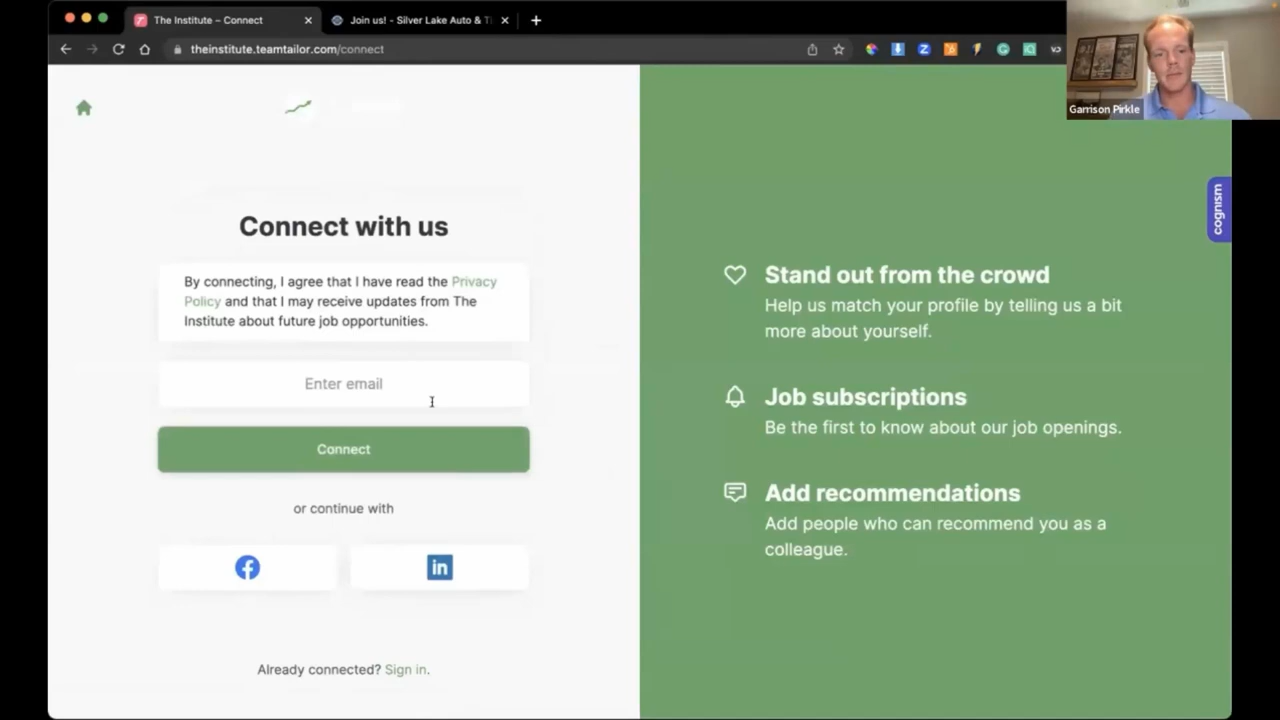 The Institute – Connect
Join us! - Silver Lake Auto & Ti
theinstitute.teamtailor.com/connect
Garrison Pirkle
cognism
Connect with us
By connecting, I agree that I have read the Privacy
Policy and that I may receive updates from The
Institute about future job opportunities.
Enter email
Connect
or continue with
in
Already connected? Sign in.
Stand out from the crowd
Help us match your profile by telling us a bit
more about yourself.
Job subscriptions
Be the first to know about our job openings.
Add recommendations
Add people who can recommend you as a
colleague.